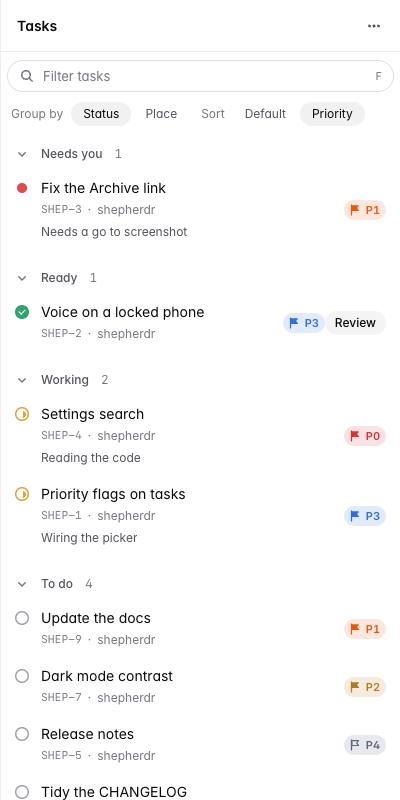 Tasks
Filter tasks F
Group by Status Place Sort Default Priority
Needs you 1
Fix the Archive link
SHEP-3 · shepherdr
P1
Needs a go to screenshot
Ready 1
Voice on a locked phone
P3 Review
SHEP-2 · shepherdr
Working 2
Settings search
SHEP-4 · shepherdr
P0
Reading the code
Priority flags on tasks
SHEP-1 · shepherdr
P3
Wiring the picker
To do 4
Update the docs
P1
SHEP-9 · shepherdr
Dark mode contrast
P2
SHEP-7 · shepherdr
Release notes
P4
SHEP-5 · shepherdr
Tidy the CHANGELOG